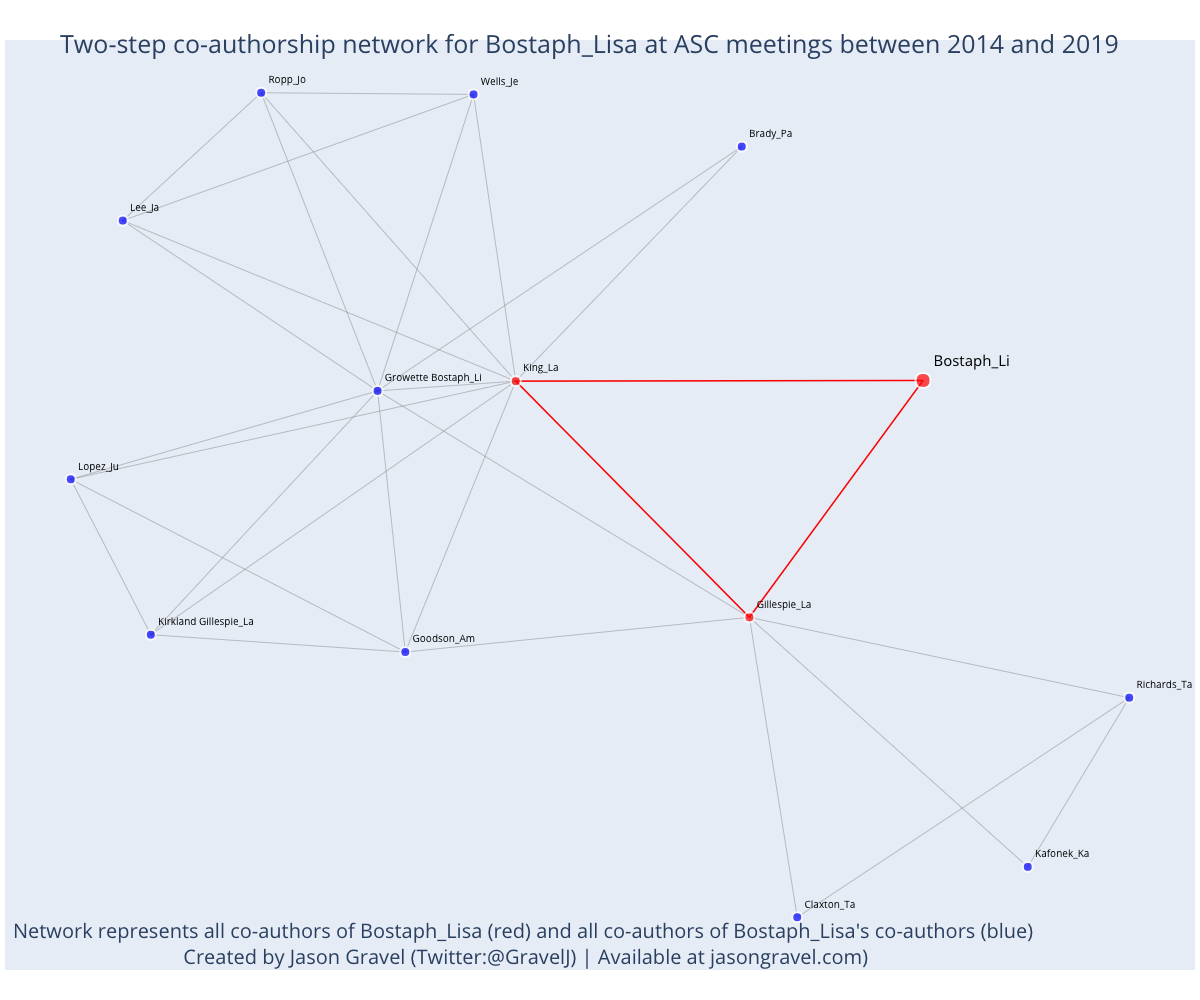 Two-step co-authorship network for Bostaph_Lisa at ASC meetings between 2014 and 2019
Ropp_Jo
Wells_Je
Brady_Pa
Lee_Ja
Bostaph_Li
King_La
Growette Bostaph_Li
Lopez_Ju
Gillespie_La
Kirkland Gillespie_La
Goodson_Am
Richards_Ta
Kafonek_Ka
Claxton_Ta
Network represents all co-authors of Bostaph_Lisa (red) and all co-authors of Bostaph_Lisa's co-authors (blue)
Created by Jason Gravel (Twitter:@GravelJ) | Available at jasongravel.com)